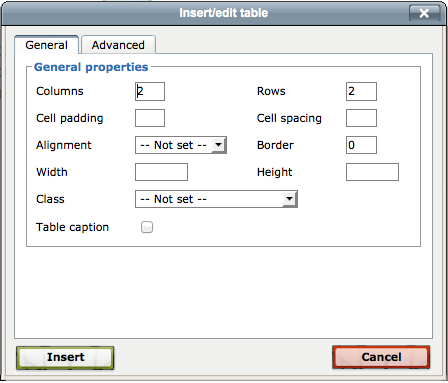 Insert/edit table
General Advanced
General properties
Columns 2 Rows 2
Cell padding Cell spacing
Alignment -- Not set -- Border 0
Width Height
Class -- Not set --
Table caption
Insert Cancel